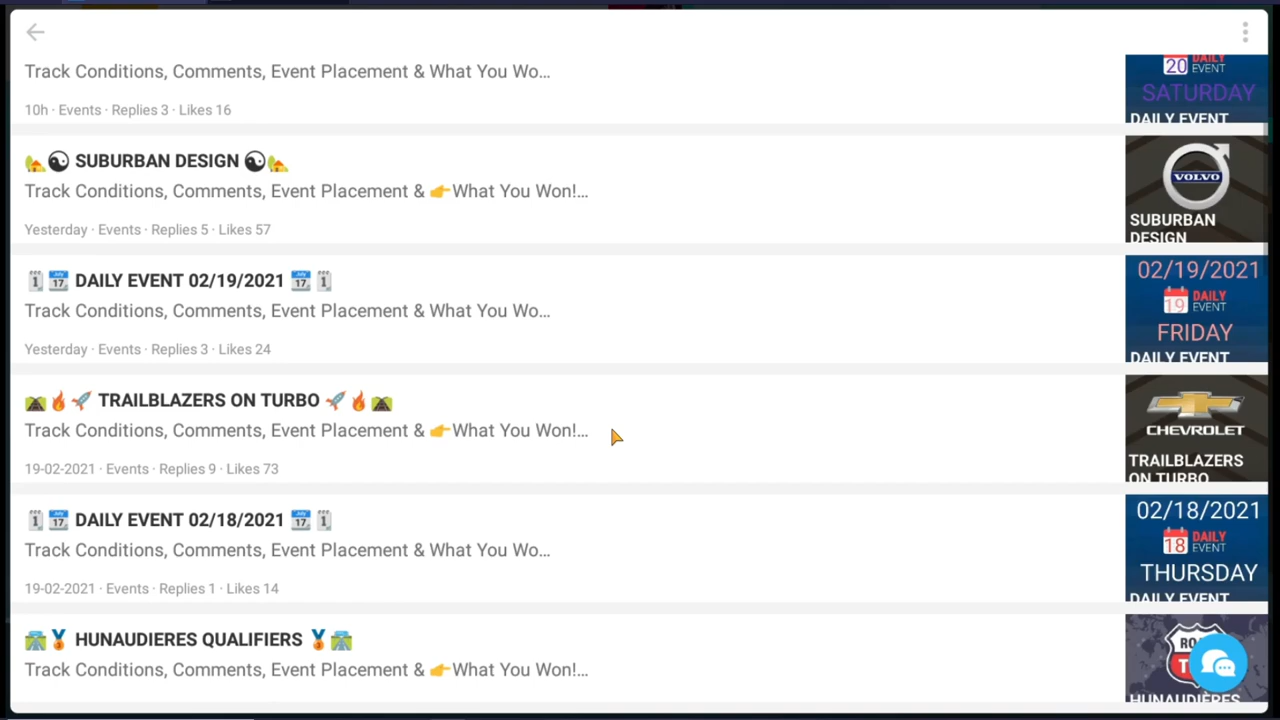 Track Conditions, Comments, Event Placement & What You Wo...
10h · Events · Replies 3 · Likes 16
20 DAILY EVENT
SATURDAY
DAILY EVENT
SUBURBAN DESIGN
Track Conditions, Comments, Event Placement & 👉What You Won!...
Yesterday · Events · Replies 5 · Likes 57
VOLVO
SUBURBAN
DESIGN
DAILY EVENT 02/19/2021
Track Conditions, Comments, Event Placement & What You Wo...
Yesterday · Events · Replies 3 · Likes 24
02/19/2021
19 DAILY EVENT
FRIDAY
DAILY EVENT
TRAILBLAZERS ON TURBO
Track Conditions, Comments, Event Placement & 👉What You Won!...
19-02-2021 · Events · Replies 9 · Likes 73
CHEVROLET
TRAILBLAZERS
ON TURBO
DAILY EVENT 02/18/2021
Track Conditions, Comments, Event Placement & What You Wo...
19-02-2021 · Events · Replies 1 · Likes 14
02/18/2021
18 DAILY EVENT
THURSDAY
DAILY EVENT
HUNAUDIERES QUALIFIERS
Track Conditions, Comments, Event Placement & 👉What You Won!...
HUNAUDIÈRES